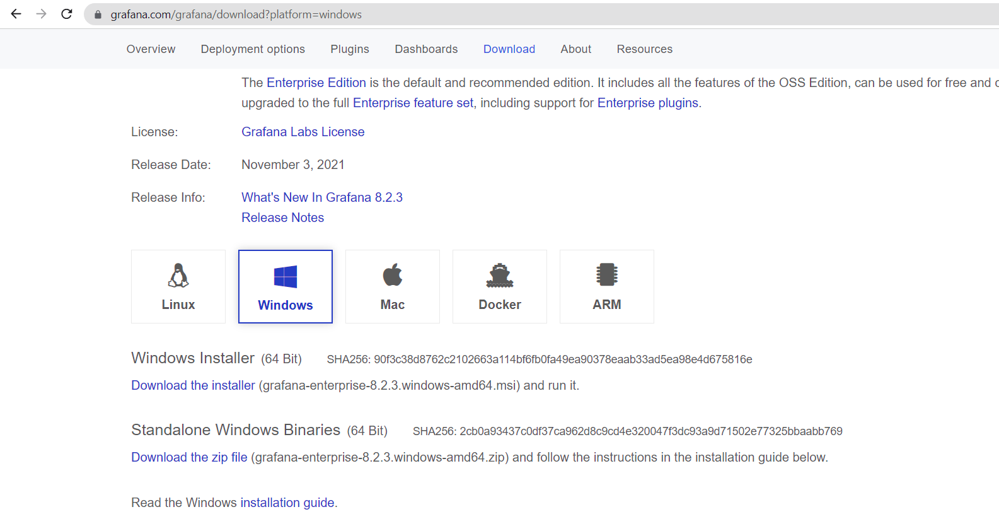 grafana.com/grafana/download?platform=windows
Overview Deployment options Plugins Dashboards Download About Resources
The Enterprise Edition is the default and recommended edition. It includes all the features of the OSS Edition, can be used for free and
upgraded to the full Enterprise feature set, including support for Enterprise plugins.
License: Grafana Labs License
Release Date: November 3, 2021
Release Info: What's New In Grafana 8.2.3
Release Notes
Linux Windows Mac Docker ARM
Windows Installer (64 Bit) SHA256: 90f3c38d8762c2102663a114bf6fb0fa49ea90378eaab33ad5ea98e4d675816e
Download the installer (grafana-enterprise-8.2.3.windows-amd64.msi) and run it.
Standalone Windows Binaries (64 Bit) SHA256: 2cb0a93437c0df37ca962d8c9cd4e320047f3dc93a9d71502e77325bbaabb769
Download the zip file (grafana-enterprise-8.2.3.windows-amd64.zip) and follow the instructions in the installation guide below.
Read the Windows installation guide.